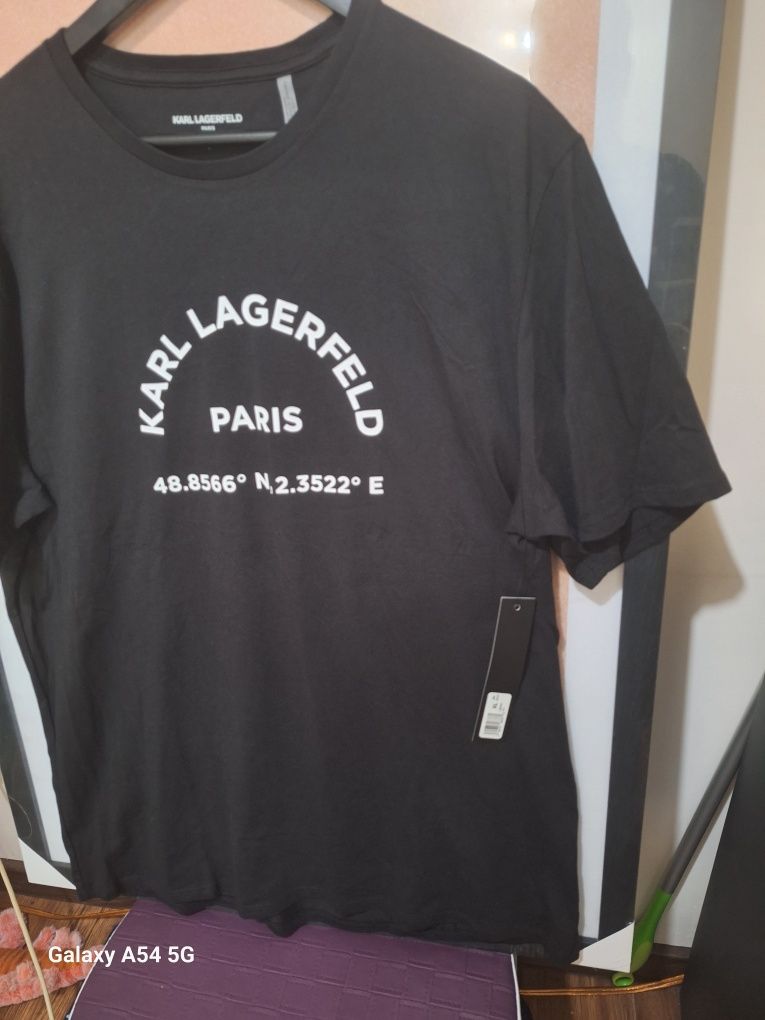 KARL LAGERFELD
PARIS
KARL LAGERFELD
PARIS
48.8566° N, 2.3522° E
Galaxy A54 5G